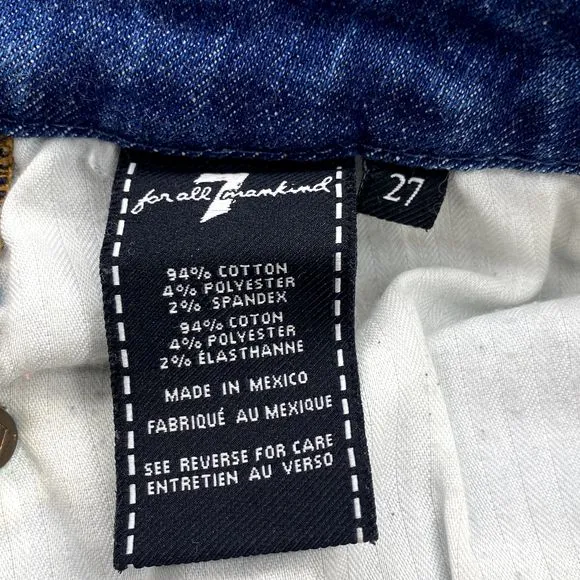 for all 7 mankind
27
94% COTTON
4% POLYESTER
2% SPANDEX
94% COTON
4% POLYESTER
2% ÉLASTHANNE
MADE IN MEXICO
FABRIQUÉ AU MEXIQUE
SEE REVERSE FOR CARE
ENTRETIEN AU VERSO